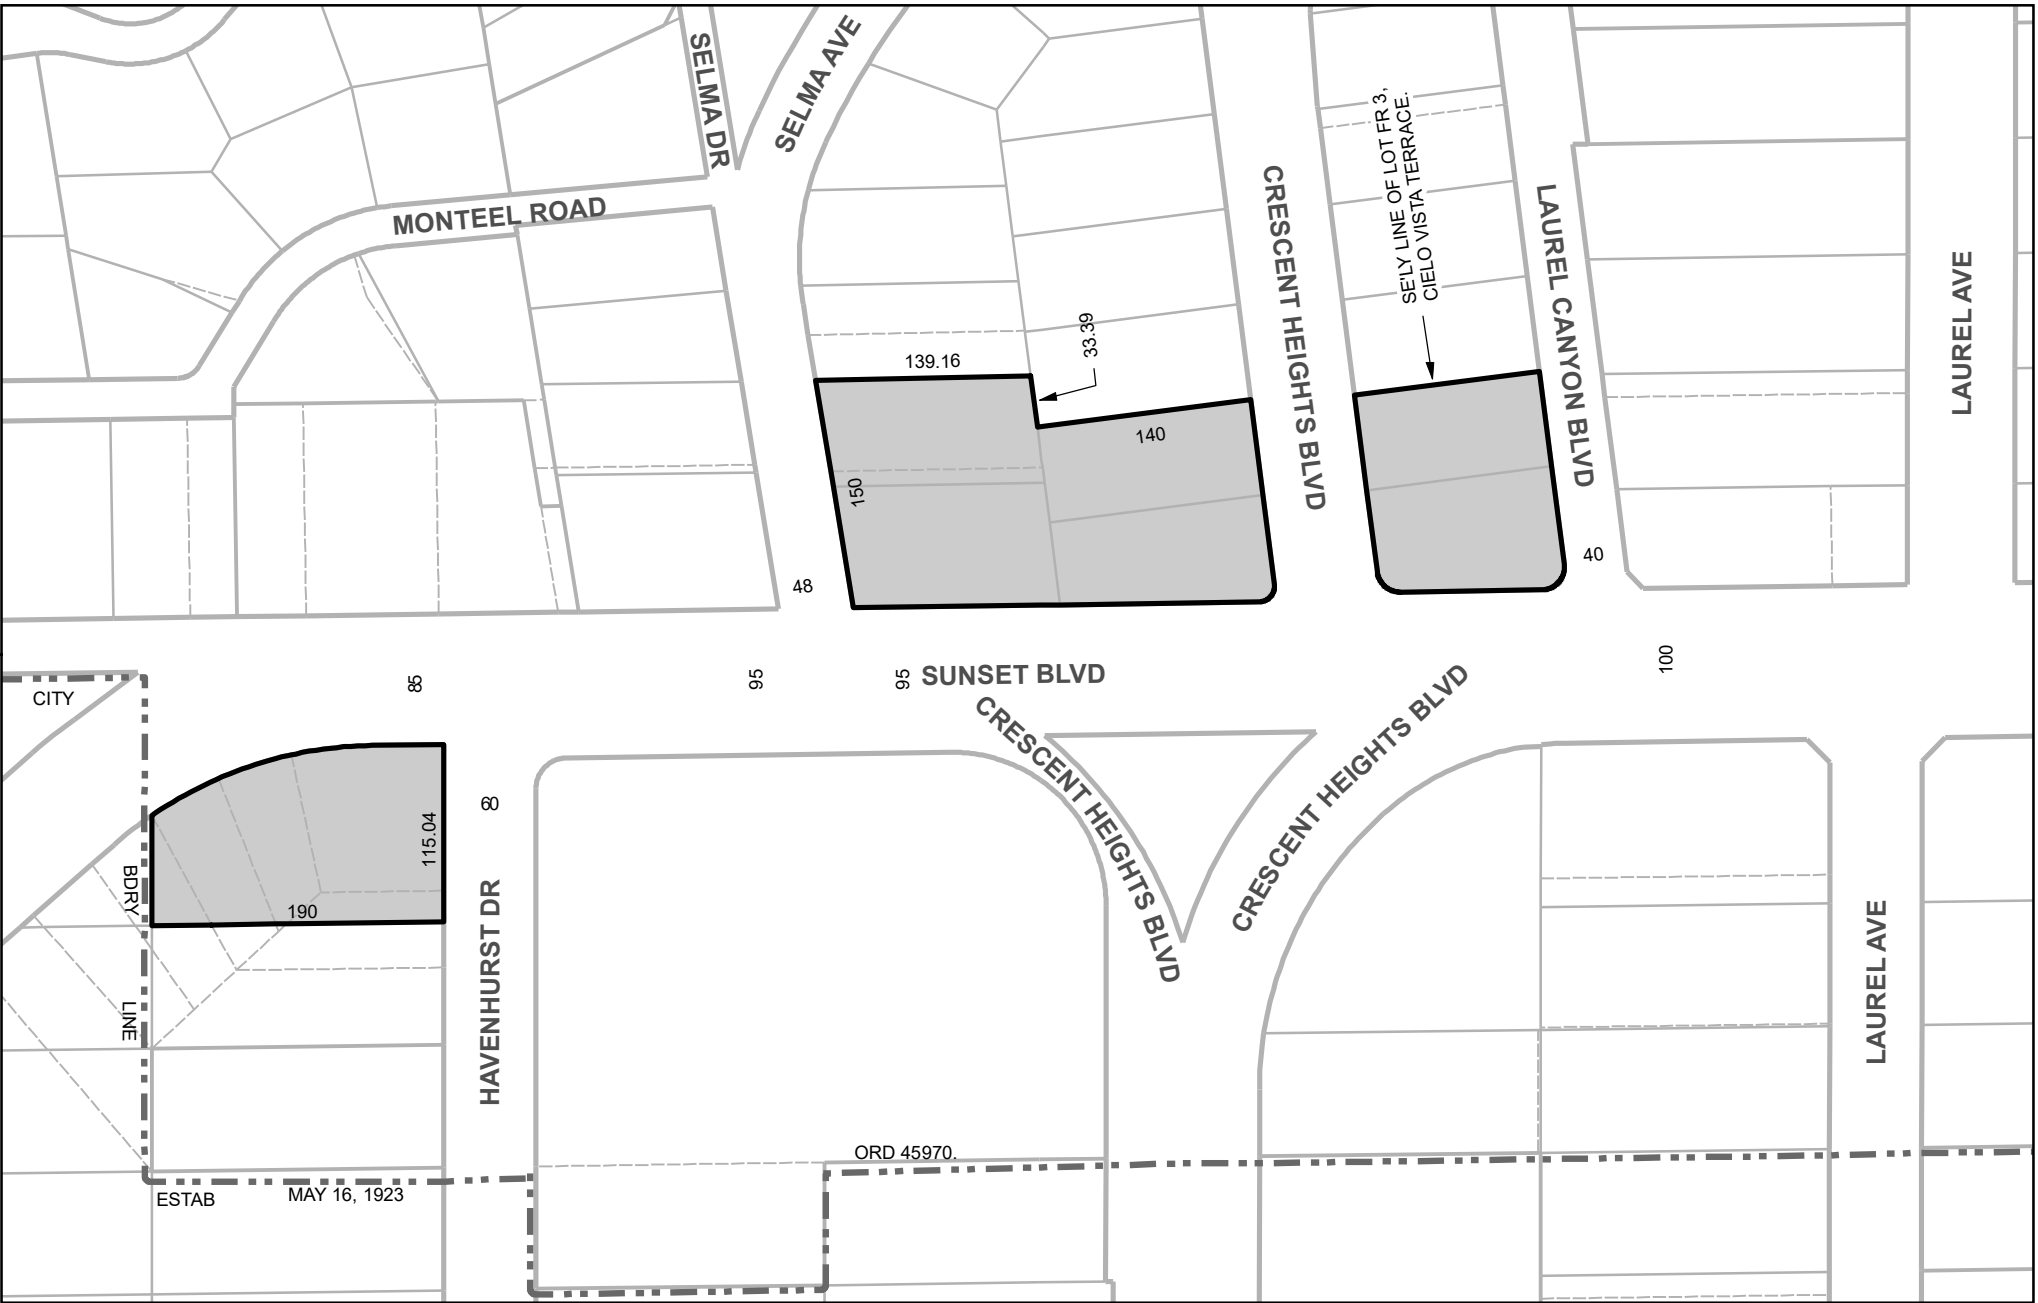 SELMA DR
SELMA AVE
MONTEEL ROAD
SE'LY LINE OF LOT FR 3,
CIELO VISTA TERRACE.
CRESCENT HEIGHTS BLVD
LAUREL CANYON BLVD
LAUREL AVE
139.16
33.39
140
150
48
40
CITY
85
95
95
SUNSET BLVD
100
CRESCENT HEIGHTS BLVD
CRESCENT HEIGHTS BLVD
60
115.04
190
BDRY
LINE
HAVENHURST DR
LAUREL AVE
ORD 45970.
ESTAB
MAY 16, 1923